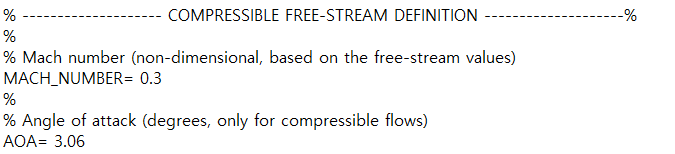 % -------------------- COMPRESSIBLE FREE-STREAM DEFINITION --------------------%
%
% Mach number (non-dimensional, based on the free-stream values)
MACH_NUMBER= 0.3
%
% Angle of attack (degrees, only for compressible flows)
AOA= 3.06